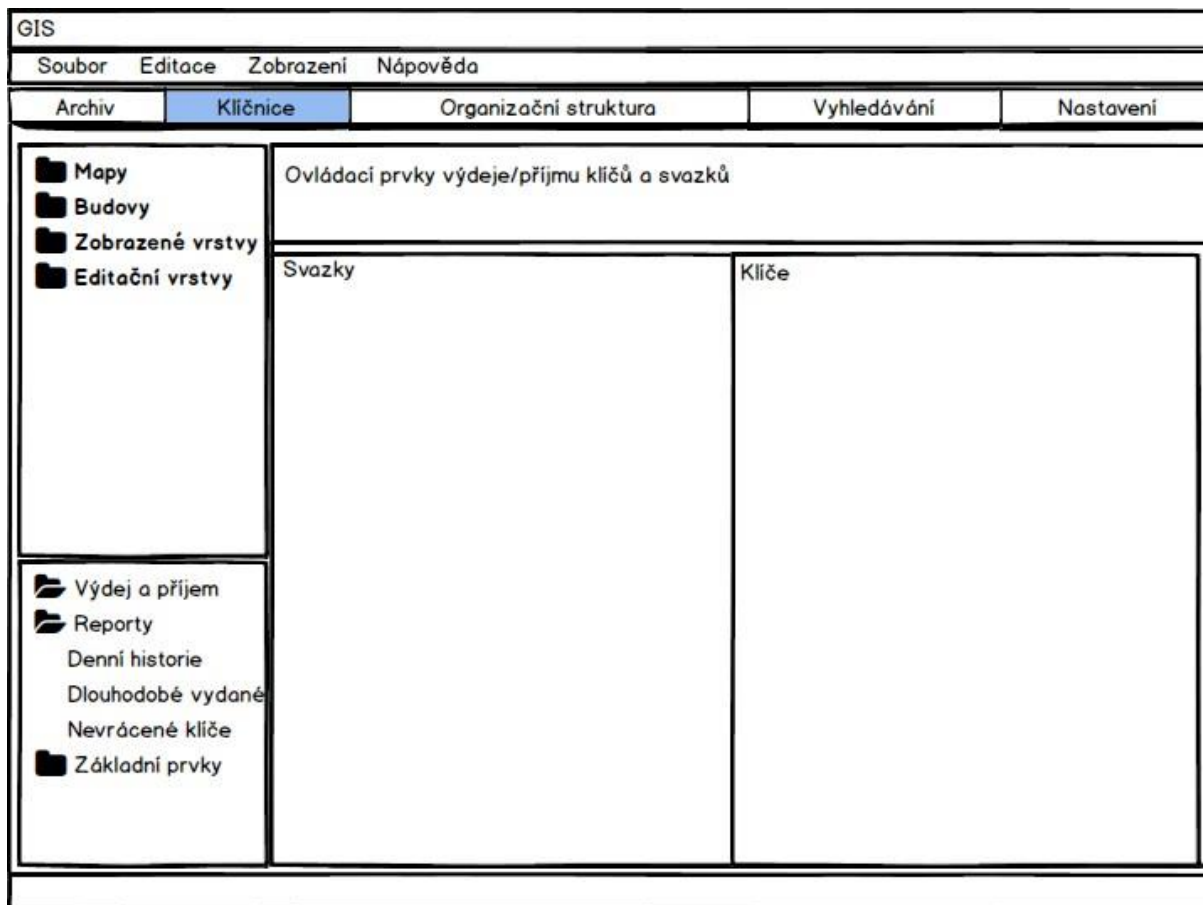 GIS
Soubor Editace Zobrazení Nápověda
Archiv Klíčnice Organizační struktura Vyhledávání Nastavení
Mapy
Budovy
Zobrazené vrstvy
Editační vrstvy
Výdej a příjem
Reporty
Denní historie
Dlouhodobé vydané
Nevrácené klíče
Základní prvky
Ovládací prvky výdeje/příjmu klíčů a svazků
Svazky
Klíče